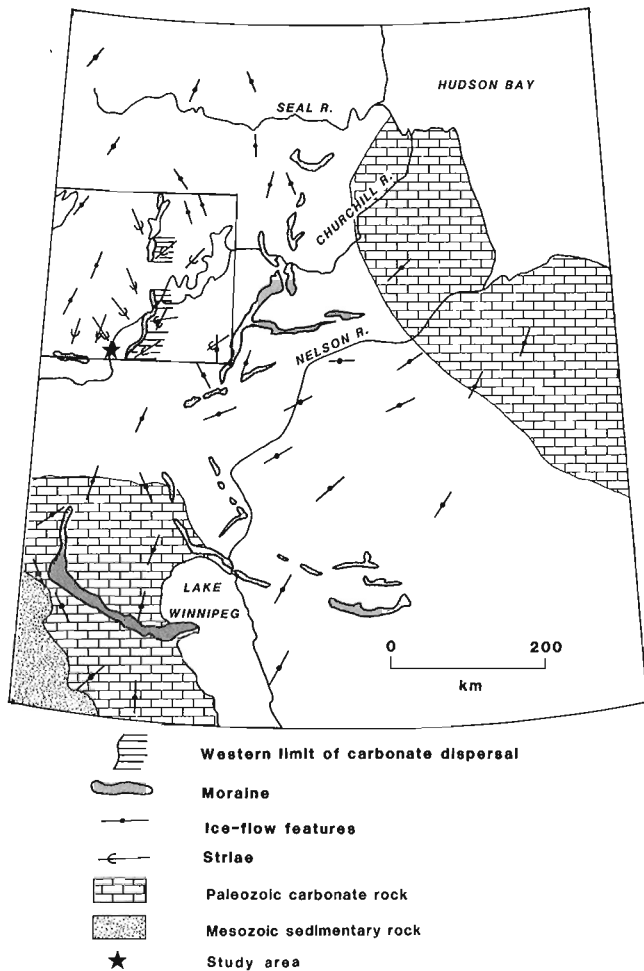 HUDSON BAY
SEAL R.
CHURCHILL R.
NELSON R.
LAKE
WINNIPEG
0 200
km
Western limit of carbonate dispersal
Moraine
Ice-flow features
Striae
Paleozoic carbonate rock
Mesozoic sedimentary rock
Study area